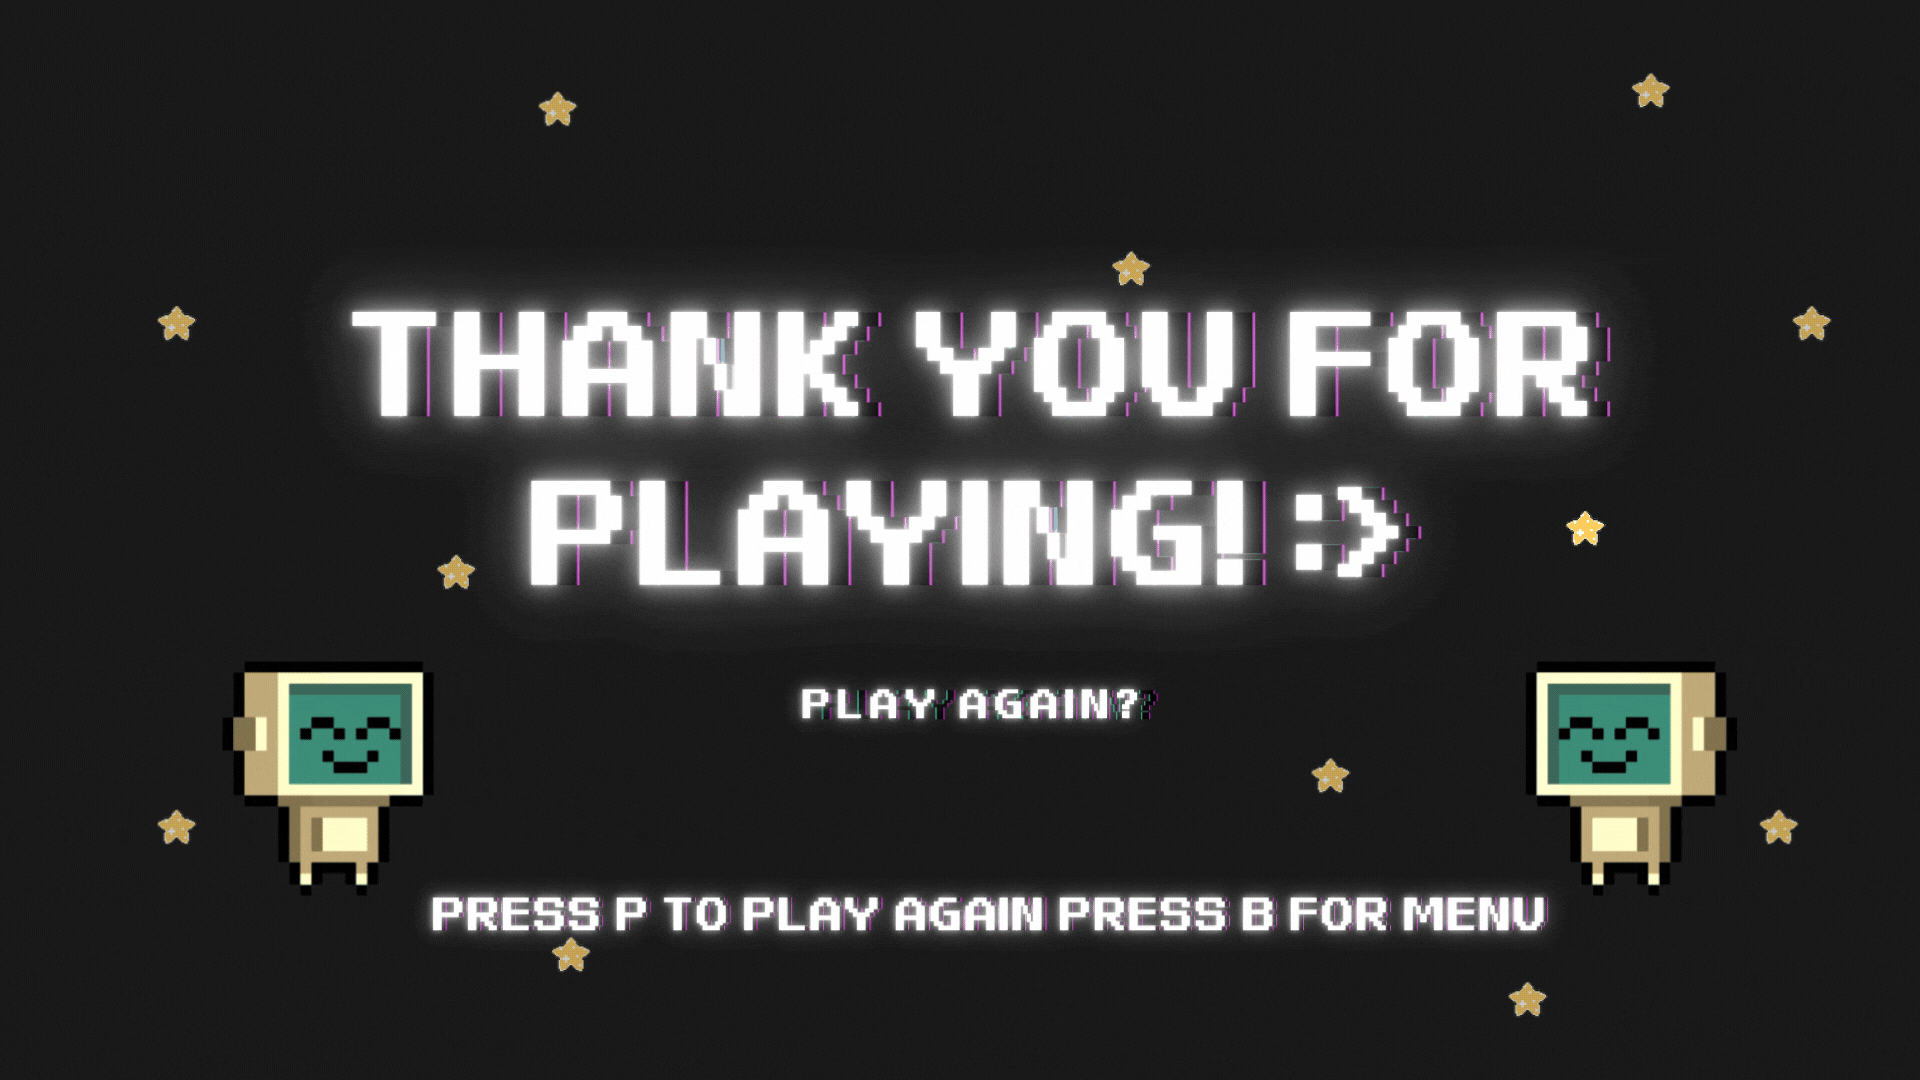 THANK YOU FOR
PLAYING! :>
PLAY AGAIN?
PRESS P TO PLAY AGAIN PRESS B FOR MENU